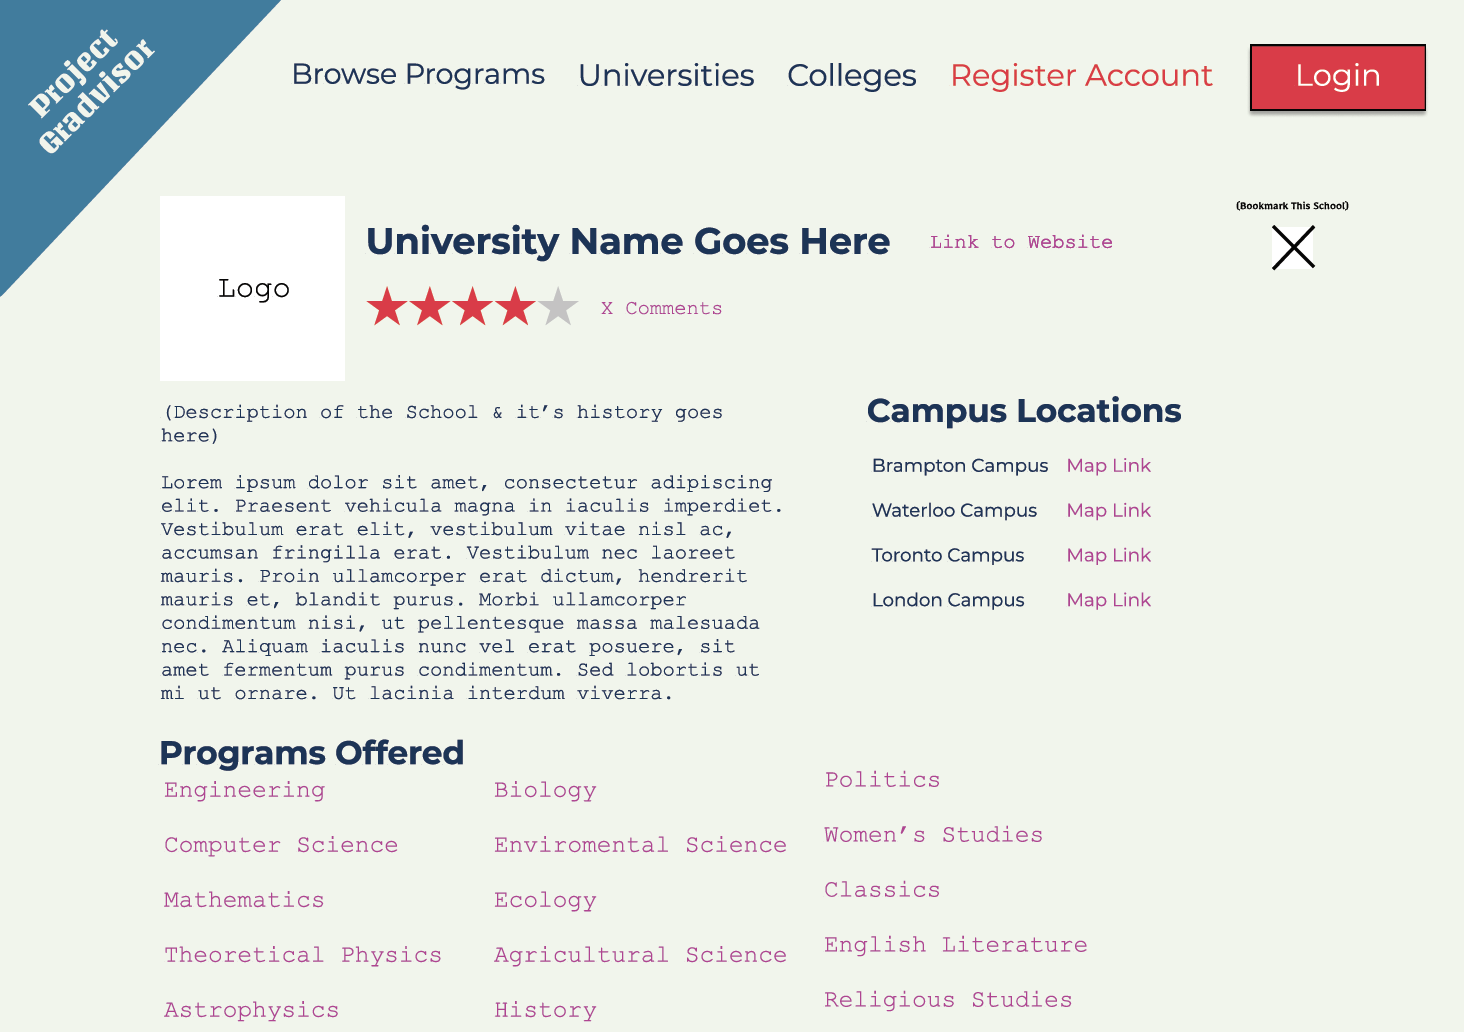 Project
Gradvisor
Browse Programs
Universities
Colleges
Register Account
Login
(Bookmark This School)
Logo
University Name Goes Here
Link to Website
X Comments
(Description of the School & it’s history goes
here)
Lorem ipsum dolor sit amet, consectetur adipiscing
elit. Praesent vehicula magna in iaculis imperdiet.
Vestibulum erat elit, vestibulum vitae nisl ac,
accumsan fringilla erat. Vestibulum nec laoreet
mauris. Proin ullamcorper erat dictum, hendrerit
mauris et, blandit purus. Morbi ullamcorper
condimentum nisi, ut pellentesque massa malesuada
nec. Aliquam iaculis nunc vel erat posuere, sit
amet fermentum purus condimentum. Sed lobortis ut
mi ut ornare. Ut lacinia interdum viverra.
Campus Locations
Brampton Campus Map Link
Waterloo Campus Map Link
Toronto Campus Map Link
London Campus Map Link
Programs Offered
Engineering
Computer Science
Mathematics
Theoretical Physics
Astrophysics
Biology
Enviromental Science
Ecology
Agricultural Science
History
Politics
Women’s Studies
Classics
English Literature
Religious Studies